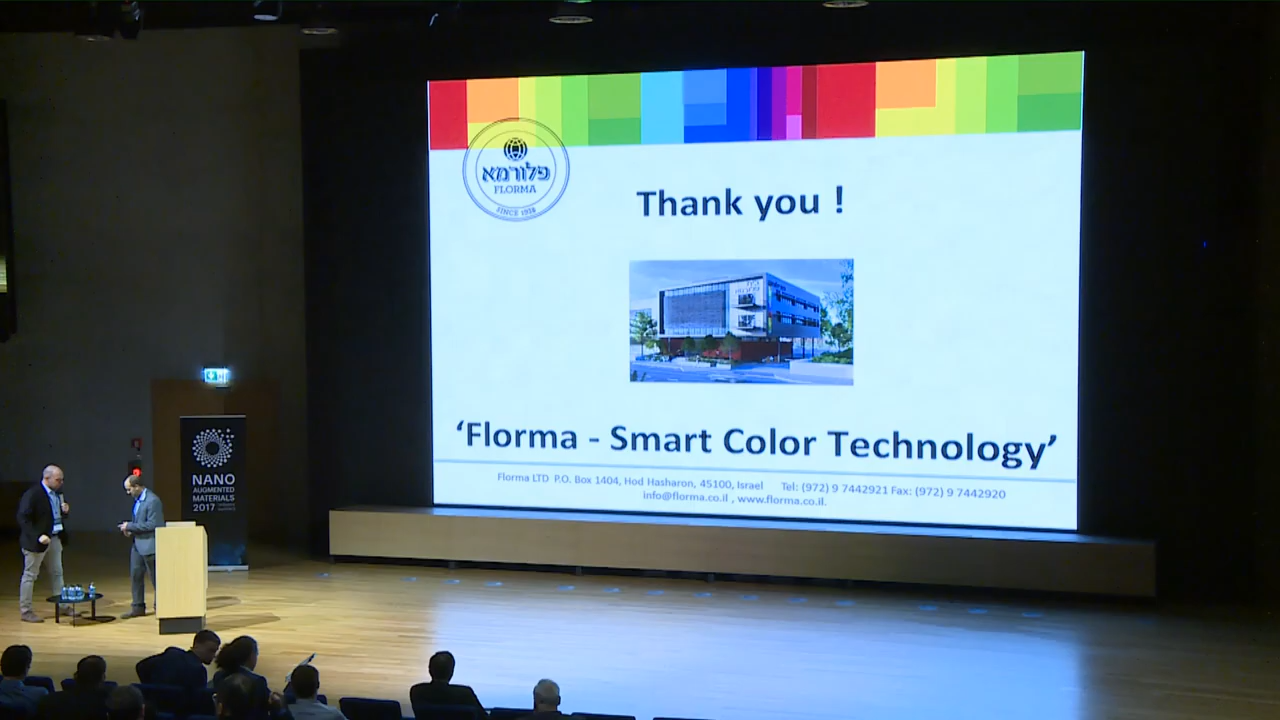 פלורמא
FLORMA
SINCE 1938
Thank you !
'Florma - Smart Color Technology'
Florma LTD P.O. Box 1404, Hod Hasharon, 45100, Israel Tel: (972) 9 7442921 Fax: (972) 9 7442920
info@florma.co.il , www.florma.co.il.
NANO
AUGMENTED
MATERIALS
2017